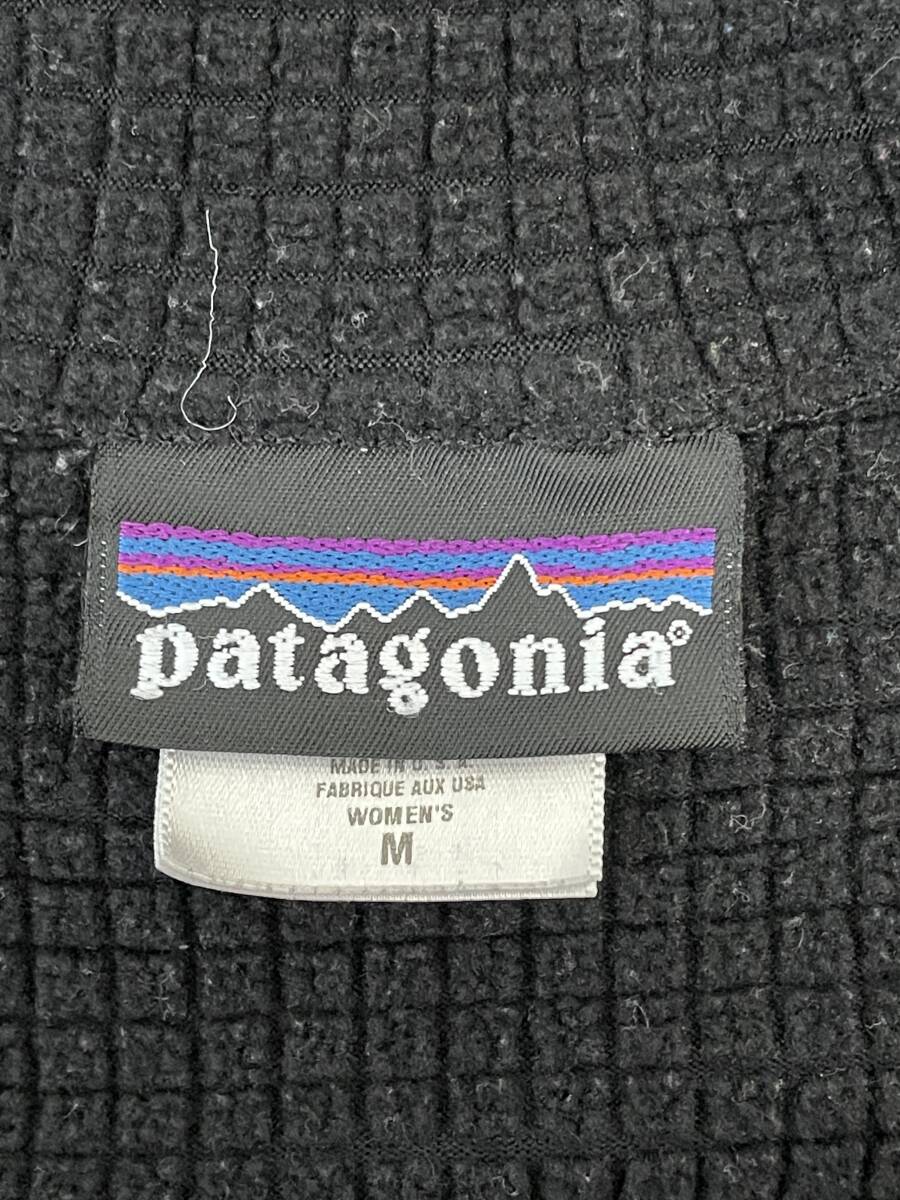 patagonia®
MADE IN U.S.A.
FABRIQUE AUX USA
WOMEN'S
M